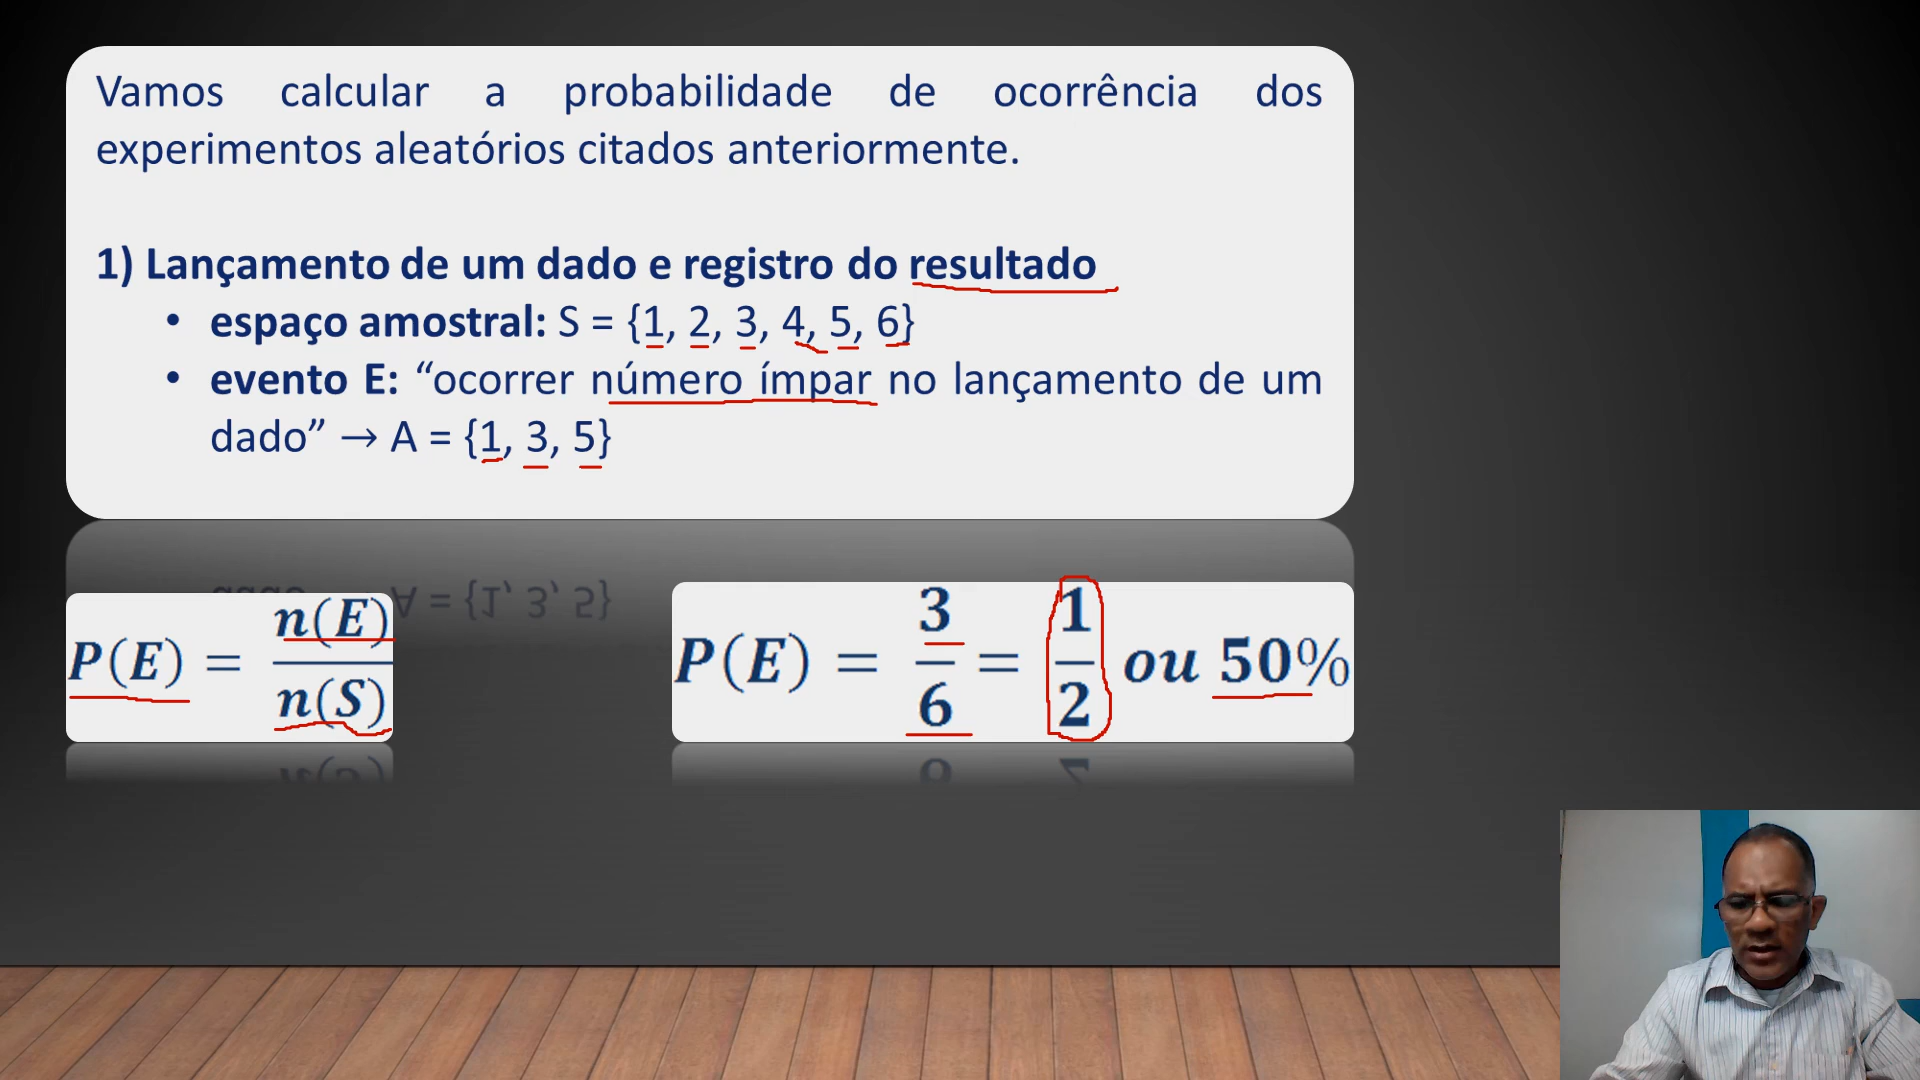 Vamos calcular a probabilidade de ocorrência dos
experimentos aleatórios citados anteriormente.
1) Lançamento de um dado e registro do resultado
• espaço amostral: S = {1, 2, 3, 4, 5, 6}
• evento E: “ocorrer número ímpar no lançamento de um
dado” → A = {1, 3, 5}
P(E) = n(E)/n(S)
P(E) = 3/6 = 1/2 ou 50%